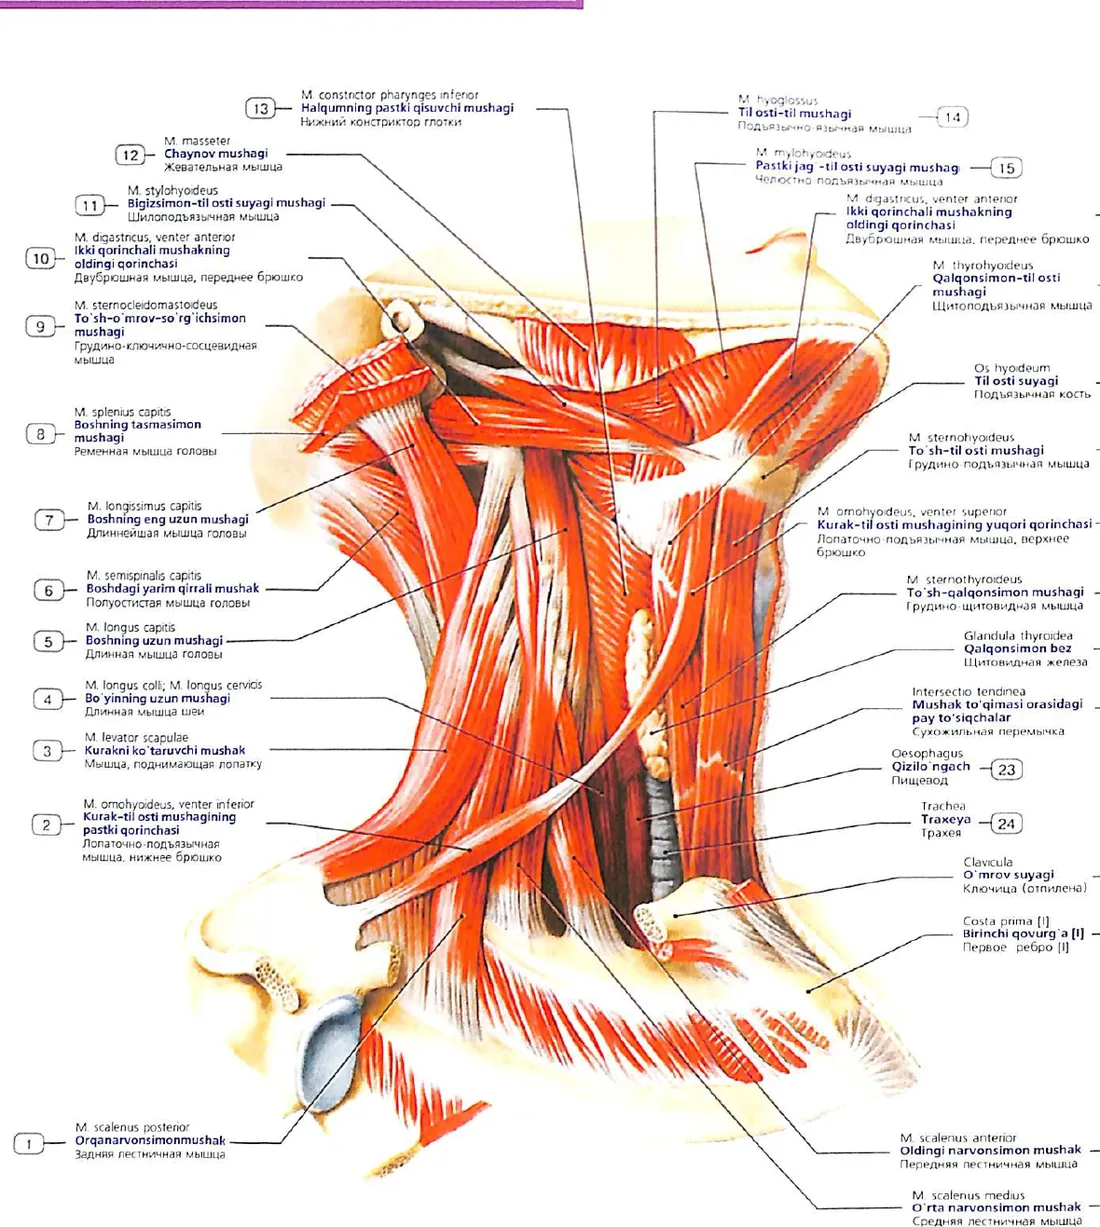 M. constrictor pharynges inferior
13 Halqumning pastki qisuvchi mushagi
Нижний констриктор глотки
M. masseter
12 Chaynov mushagi
Жевательная мышца
M. stylohyoideus
11 Bigizsimon-til osti suyagi mushagi
Шилоподъязычная мышца
M. digastricus, venter anterior
10 Ikki qorinchali mushakning
oldingi qorinchasi
Двубрюшная мышца, переднее брюшко
M. sternocleidomastoideus
9 To`sh-o`mrov-so`rg`ichsimon
mushagi
Грудино-ключично-сосцевидная
мышца
M. splenius capitis
8 Boshning tasmasimon
mushagi
Ременная мышца головы
M. longissimus capitis
7 Boshning eng uzun mushagi
Длиннейшая мышца головы
M. semispinalis capitis
6 Boshdagi yarim qirrali mushak
Полуостистая мышца головы
M. longus capitis
5 Boshning uzun mushagi
Длинная мышца головы
M. longus colli; M. longus cervicis
4 Bo`yinning uzun mushagi
Длинная мышца шеи
M. levator scapulae
3 Kurakni ko`taruvchi mushak
Мышца, поднимающая лопатку
M. omohyoideus, venter inferior
2 Kurak-til osti mushagining
pastki qorinchasi
Лопаточно-подъязычная
мышца, нижнее брюшко
M. scalenus posterior
1 Orqanarvonsimonmushak
Задняя лестничная мышца
M. hyoglossus
Til osti-til mushagi 14
Подъязычно-язычная мышца
M. mylohyoideus
Pastki jag`-til osti suyagi mushag 15
Челюстно-подъязычная мышца
M. digastricus, venter anterior
Ikki qorinchali mushakning
oldingi qorinchasi
Двубрюшная мышца, переднее брюшко
M. thyrohyoideus
Qalqonsimon-til osti
mushagi
Щитоподъязычная мышца
Os hyoideum
Til osti suyagi
Подъязычная кость
M. sternohyoideus
To`sh-til osti mushagi
Грудино-подъязычная мышца
M. omohyoideus, venter superior
Kurak-til osti mushagining yuqori qorinchasi
Лопаточно-подъязычная мышца, верхнее
брюшко
M. sternothyroideus
To`sh-qalqonsimon mushagi
Грудино-щитовидная мышца
Glandula thyroidea
Qalqonsimon bez
Щитовидная железа
Intersectio tendinea
Mushak to'qimasi orasidagi
pay to'siqchalar
Сухожильная перемычка
Oesophagus
Qizilo`ngach 23
Пищевод
Trachea
Traxeya 24
Трахея
Clavicula
O`mrov suyagi
Ключица (отпилена)
Costa prima [I]
Birinchi qovurg`a [I]
Первое ребро [I]
M. scalenus anterior
Oldingi narvonsimon mushak
Передняя лестничная мышца
M. scalenus medius
O`rta narvonsimon mushak
Средняя лестничная мышца